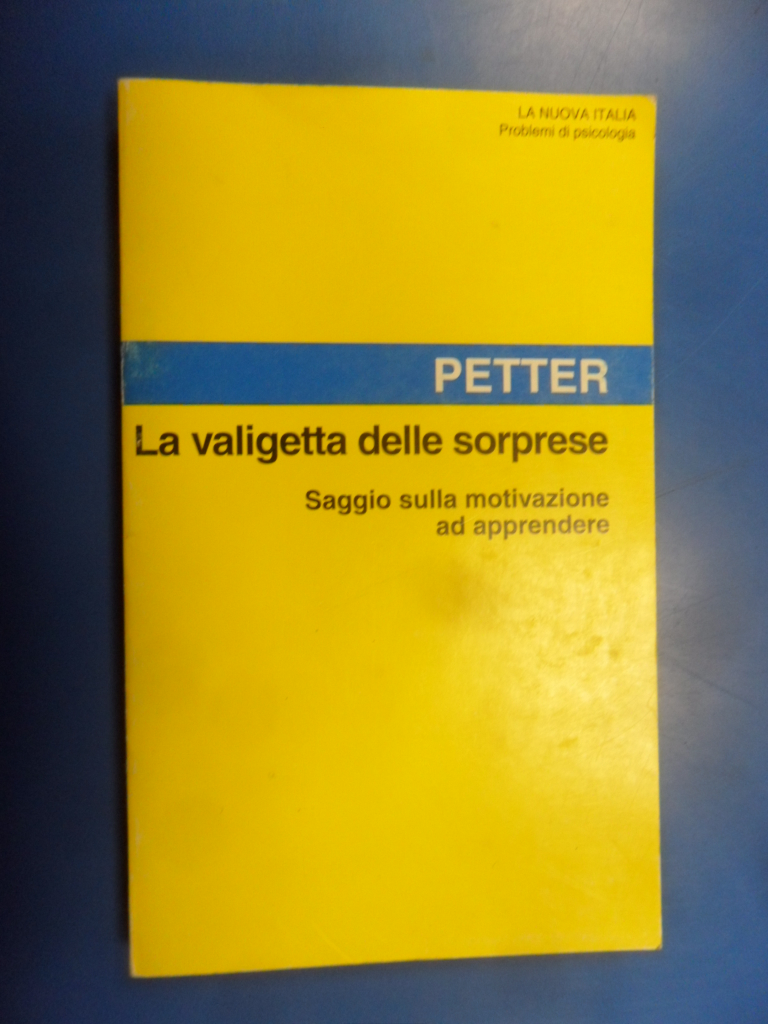 LA NUOVA ITALIA
Problemi di psicologia
PETTER
La valigetta delle sorprese
Saggio sulla motivazione
ad apprendere